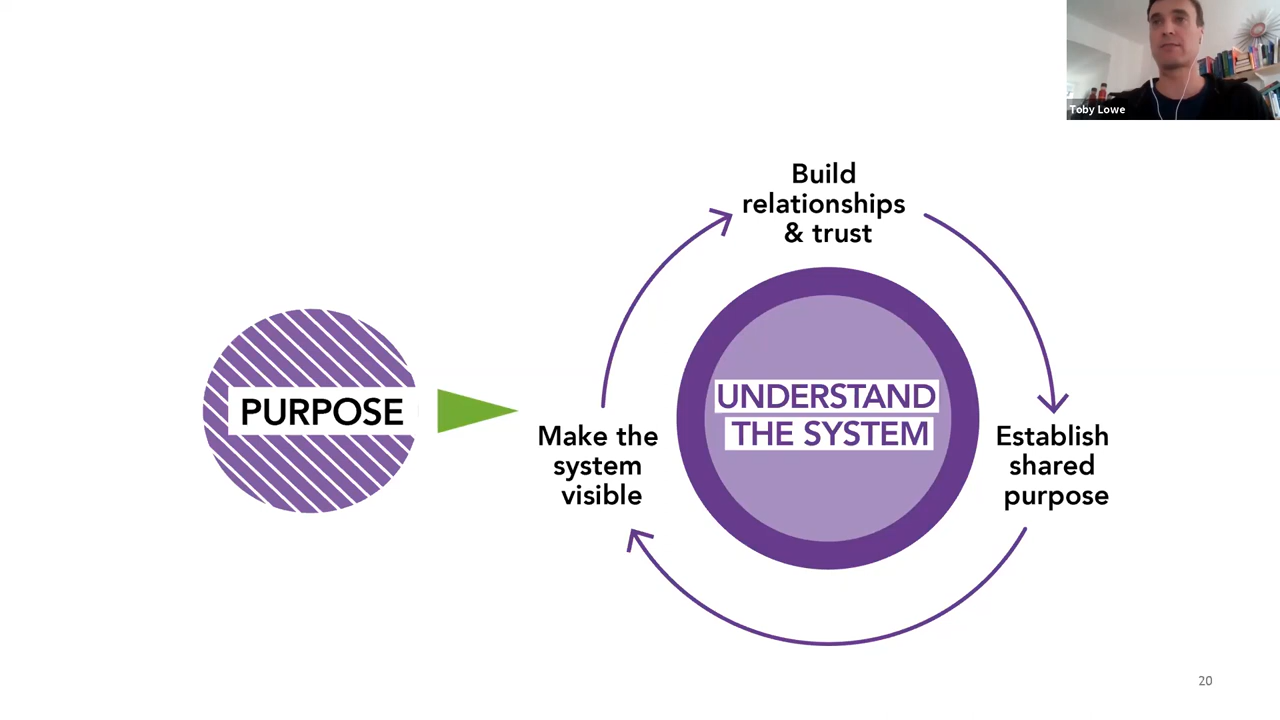 Toby Lowe
Build
relationships
& trust
PURPOSE
UNDERSTAND
THE SYSTEM
Make the
system
visible
Establish
shared
purpose
20